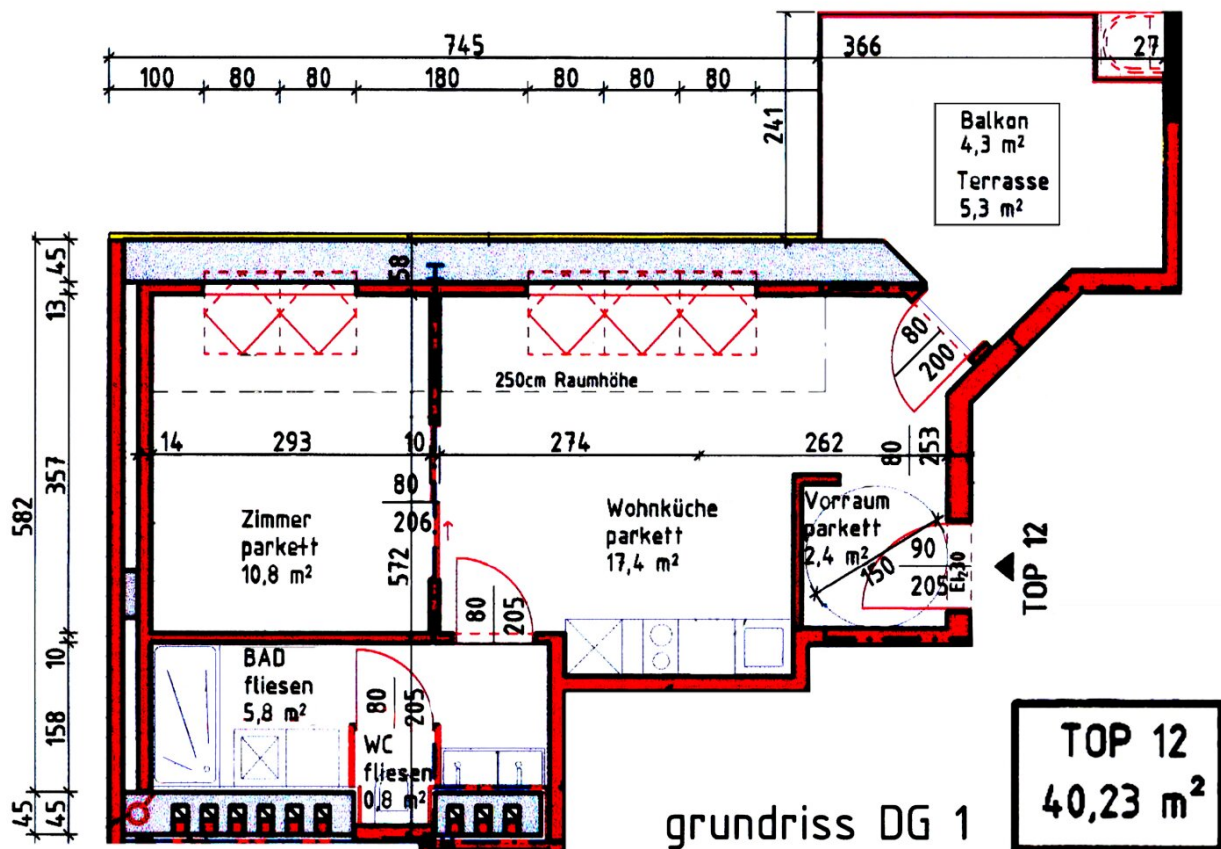 745
366
27
100
80
80
180
80
80
80
241
Balkon
4,3 m²
Terrasse
5,3 m²
45
58
13
80
200
250cm Raumhöhe
14
293
10
274
262
80
253
357
582
80
206
Zimmer
parkett
10,8 m²
572
Wohnküche
parkett
17,4 m²
Vorraum
parkett
2,4 m²
150
90
205
EI₂30
TOP 12
80
205
10
BAD
fliesen
5,8 m²
80
205
158
WC
fliesen
0,8 m²
45
45
grundriss DG 1
TOP 12
40,23 m²